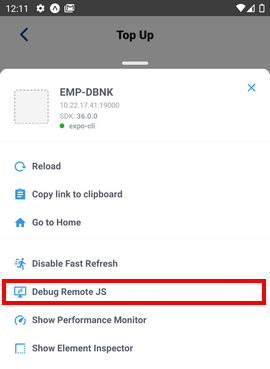 12:11
Top Up
EMP-DBNK
10.22.17.41:19000
SDK: 36.0.0
expo-cli
Reload
Copy link to clipboard
Go to Home
Disable Fast Refresh
Debug Remote JS
Show Performance Monitor
Show Element Inspector